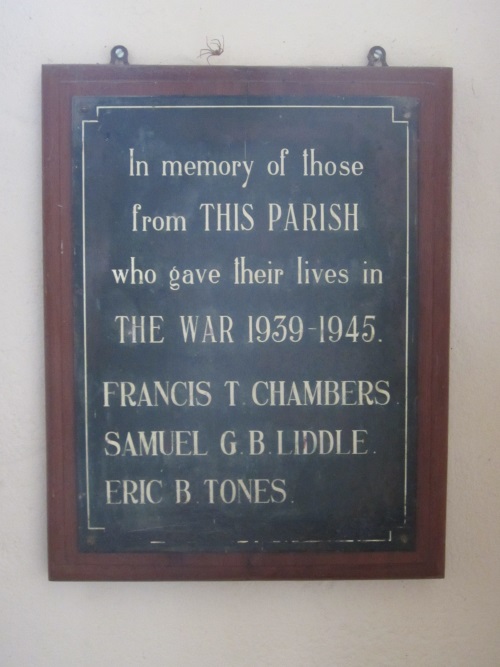 In memory of those
from THIS PARISH
who gave their lives in
THE WAR 1939-1945.
FRANCIS T. CHAMBERS.
SAMUEL G.B. LIDDLE.
ERIC B. TONES.